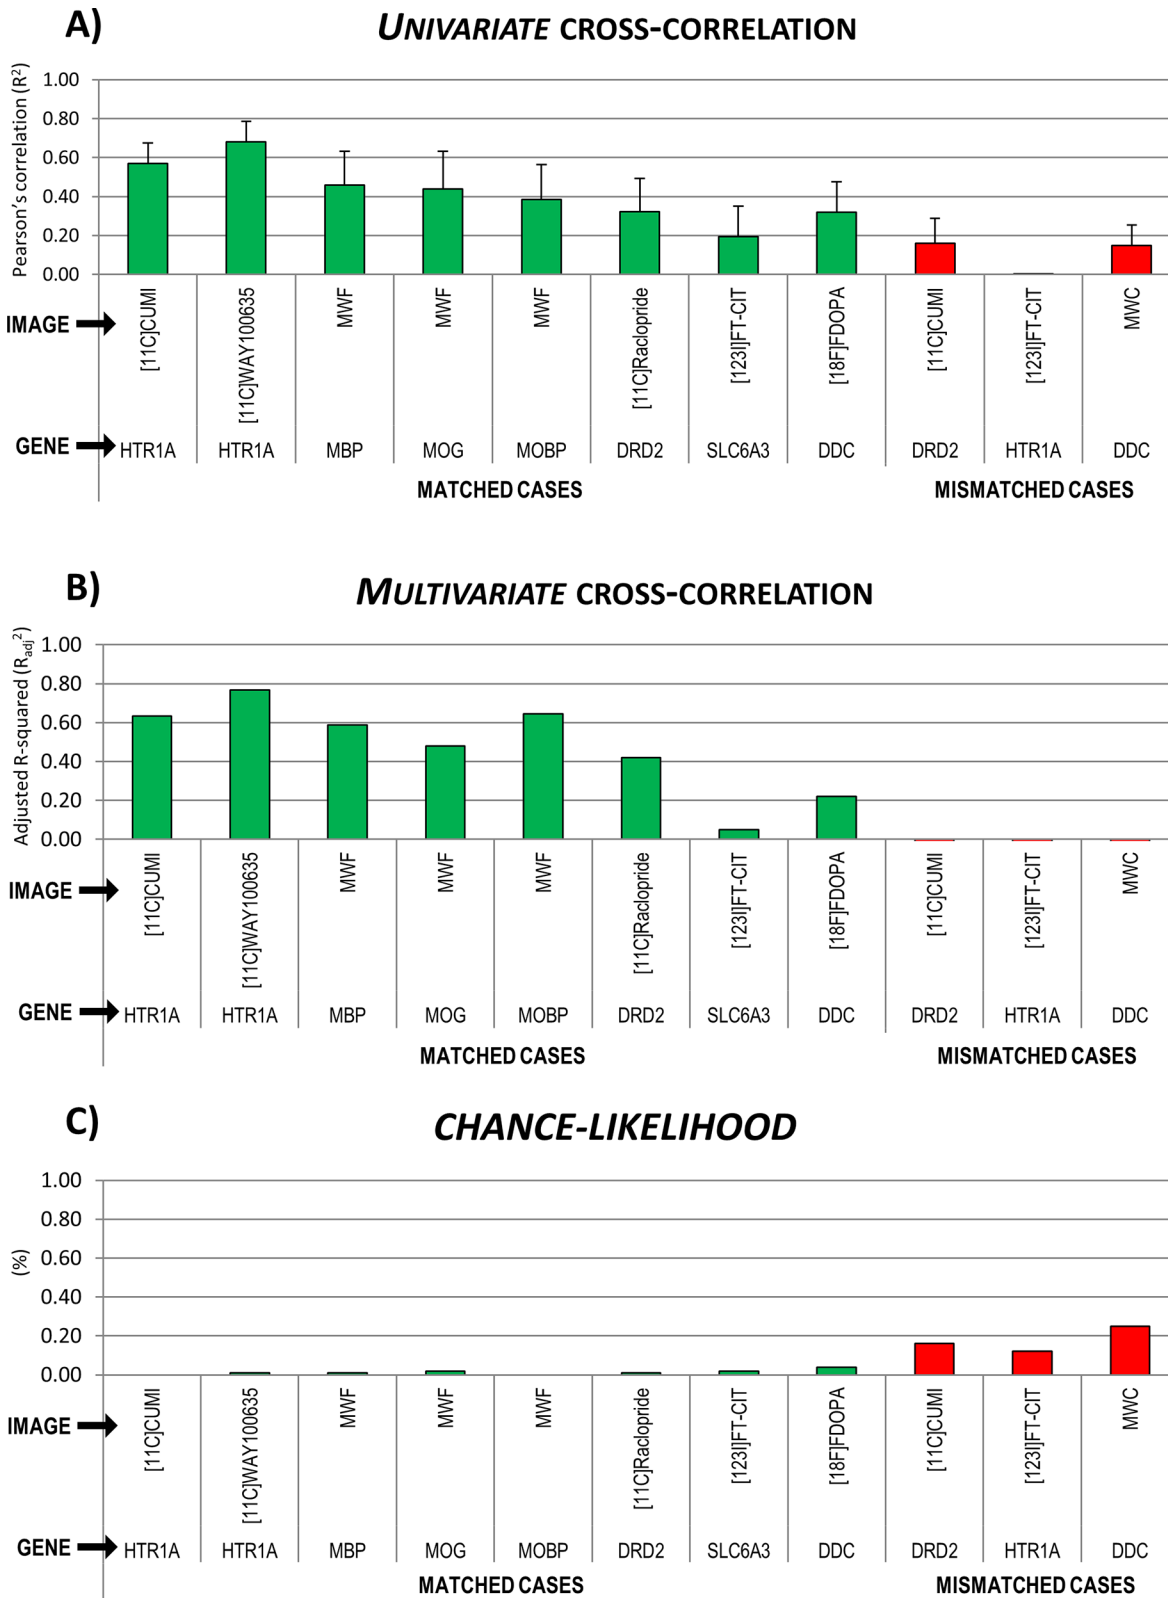 A)
UNIVARIATE CROSS-CORRELATION
Pearson's correlation (R²)
1.00
0.80
0.60
0.40
0.20
0.00
IMAGE
[11C]CUMI
[11C]WAY100635
MWF
MWF
MWF
[11C]Raclopride
[123I]FT-CIT
[18F]FDOPA
[11C]CUMI
[123I]FT-CIT
MWC
GENE
HTR1A HTR1A MBP MOG MOBP DRD2 SLC6A3 DDC DRD2 HTR1A DDC
MATCHED CASES MISMATCHED CASES
B)
MULTIVARIATE CROSS-CORRELATION
Adjusted R-squared (Radj²)
1.00
0.80
0.60
0.40
0.20
0.00
IMAGE
[11C]CUMI
[11C]WAY100635
MWF
MWF
MWF
[11C]Raclopride
[123I]FT-CIT
[18F]FDOPA
[11C]CUMI
[123I]FT-CIT
MWC
GENE
HTR1A HTR1A MBP MOG MOBP DRD2 SLC6A3 DDC DRD2 HTR1A DDC
MATCHED CASES MISMATCHED CASES
C)
CHANCE-LIKELIHOOD
(%)
1.00
0.80
0.60
0.40
0.20
0.00
IMAGE
[11C]CUMI
[11C]WAY100635
MWF
MWF
MWF
[11C]Raclopride
[123I]FT-CIT
[18F]FDOPA
[11C]CUMI
[123I]FT-CIT
MWC
GENE
HTR1A HTR1A MBP MOG MOBP DRD2 SLC6A3 DDC DRD2 HTR1A DDC
MATCHED CASES MISMATCHED CASES